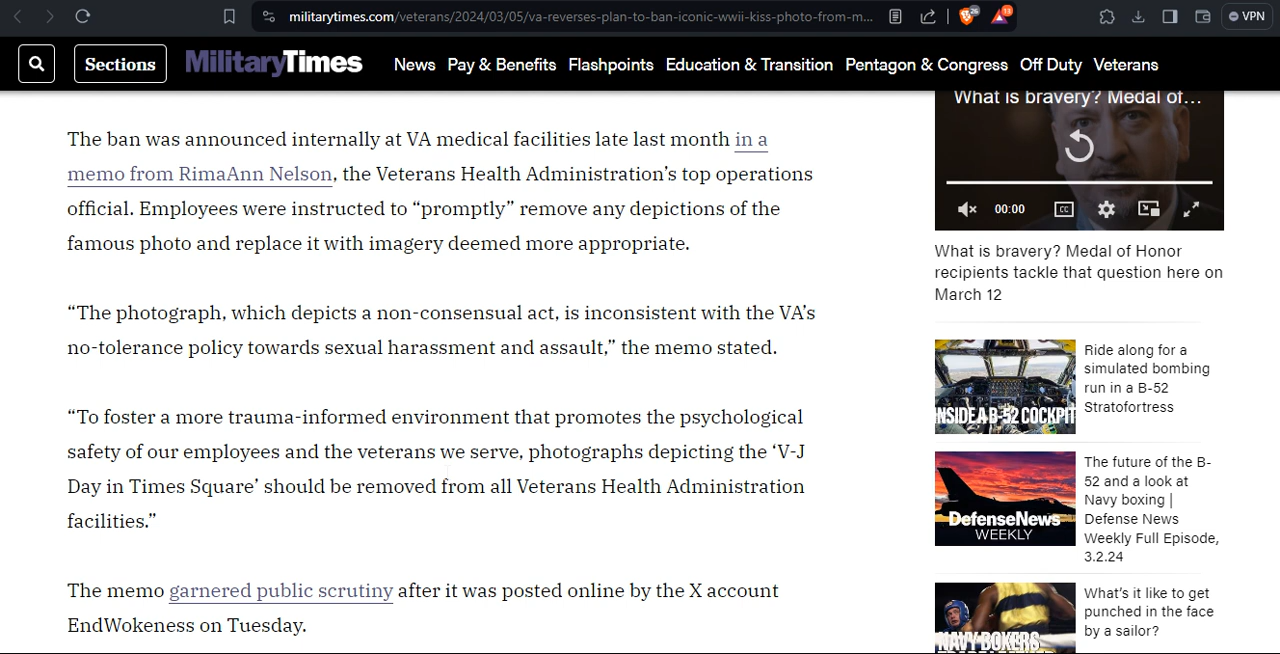 militarytimes.com/veterans/2024/03/05/va-reverses-plan-to-ban-iconic-wwii-kiss-photo-from-m...
VPN
Sections
MilitaryTimes
News Pay & Benefits Flashpoints Education & Transition Pentagon & Congress Off Duty Veterans
The ban was announced internally at VA medical facilities late last month in a
memo from RimaAnn Nelson, the Veterans Health Administration’s top operations
official. Employees were instructed to “promptly” remove any depictions of the
famous photo and replace it with imagery deemed more appropriate.
“The photograph, which depicts a non-consensual act, is inconsistent with the VA’s
no-tolerance policy towards sexual harassment and assault,” the memo stated.
“To foster a more trauma-informed environment that promotes the psychological
safety of our employees and the veterans we serve, photographs depicting the ‘V-J
Day in Times Square’ should be removed from all Veterans Health Administration
facilities.”
The memo garnered public scrutiny after it was posted online by the X account
EndWokeness on Tuesday.
What is bravery? Medal of...
00:00
CC
What is bravery? Medal of Honor
recipients tackle that question here on
March 12
INSIDE A B-52 COCKPIT
Ride along for a
simulated bombing
run in a B-52
Stratofortress
DefenseNews
WEEKLY
The future of the B-
52 and a look at
Navy boxing |
Defense News
Weekly Full Episode,
3.2.24
NAVY BOXERS
What’s it like to get
punched in the face
by a sailor?